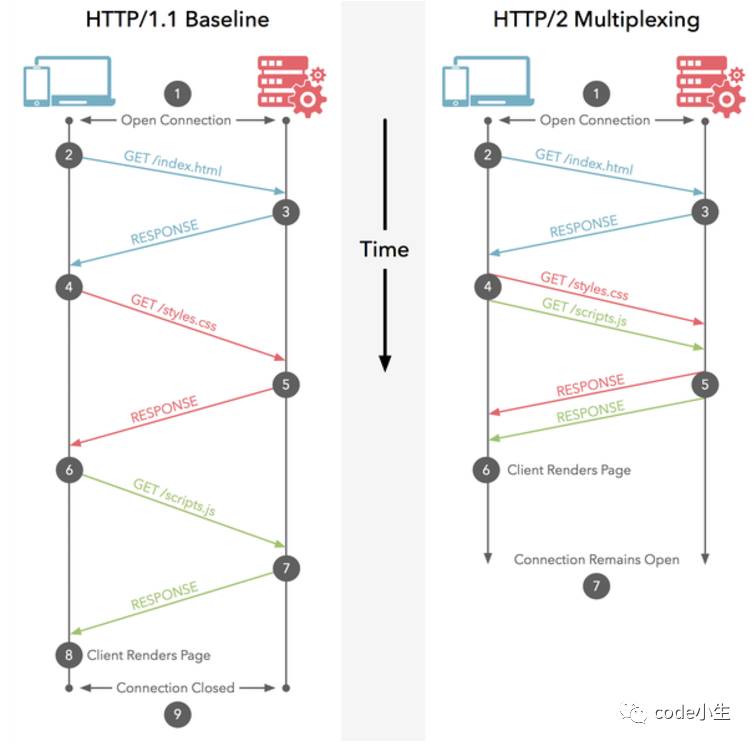 HTTP/1.1 Baseline
1
Open Connection
2
GET /index.html
3
RESPONSE
4
GET /styles.css
5
RESPONSE
6
GET /scripts.js
7
RESPONSE
8 Client Renders Page
Connection Closed
9
Time
HTTP/2 Multiplexing
1
Open Connection
2
GET /index.html
3
RESPONSE
4
GET /styles.css
GET /scripts.js
5
RESPONSE
RESPONSE
6 Client Renders Page
Connection Remains Open
7
code小生